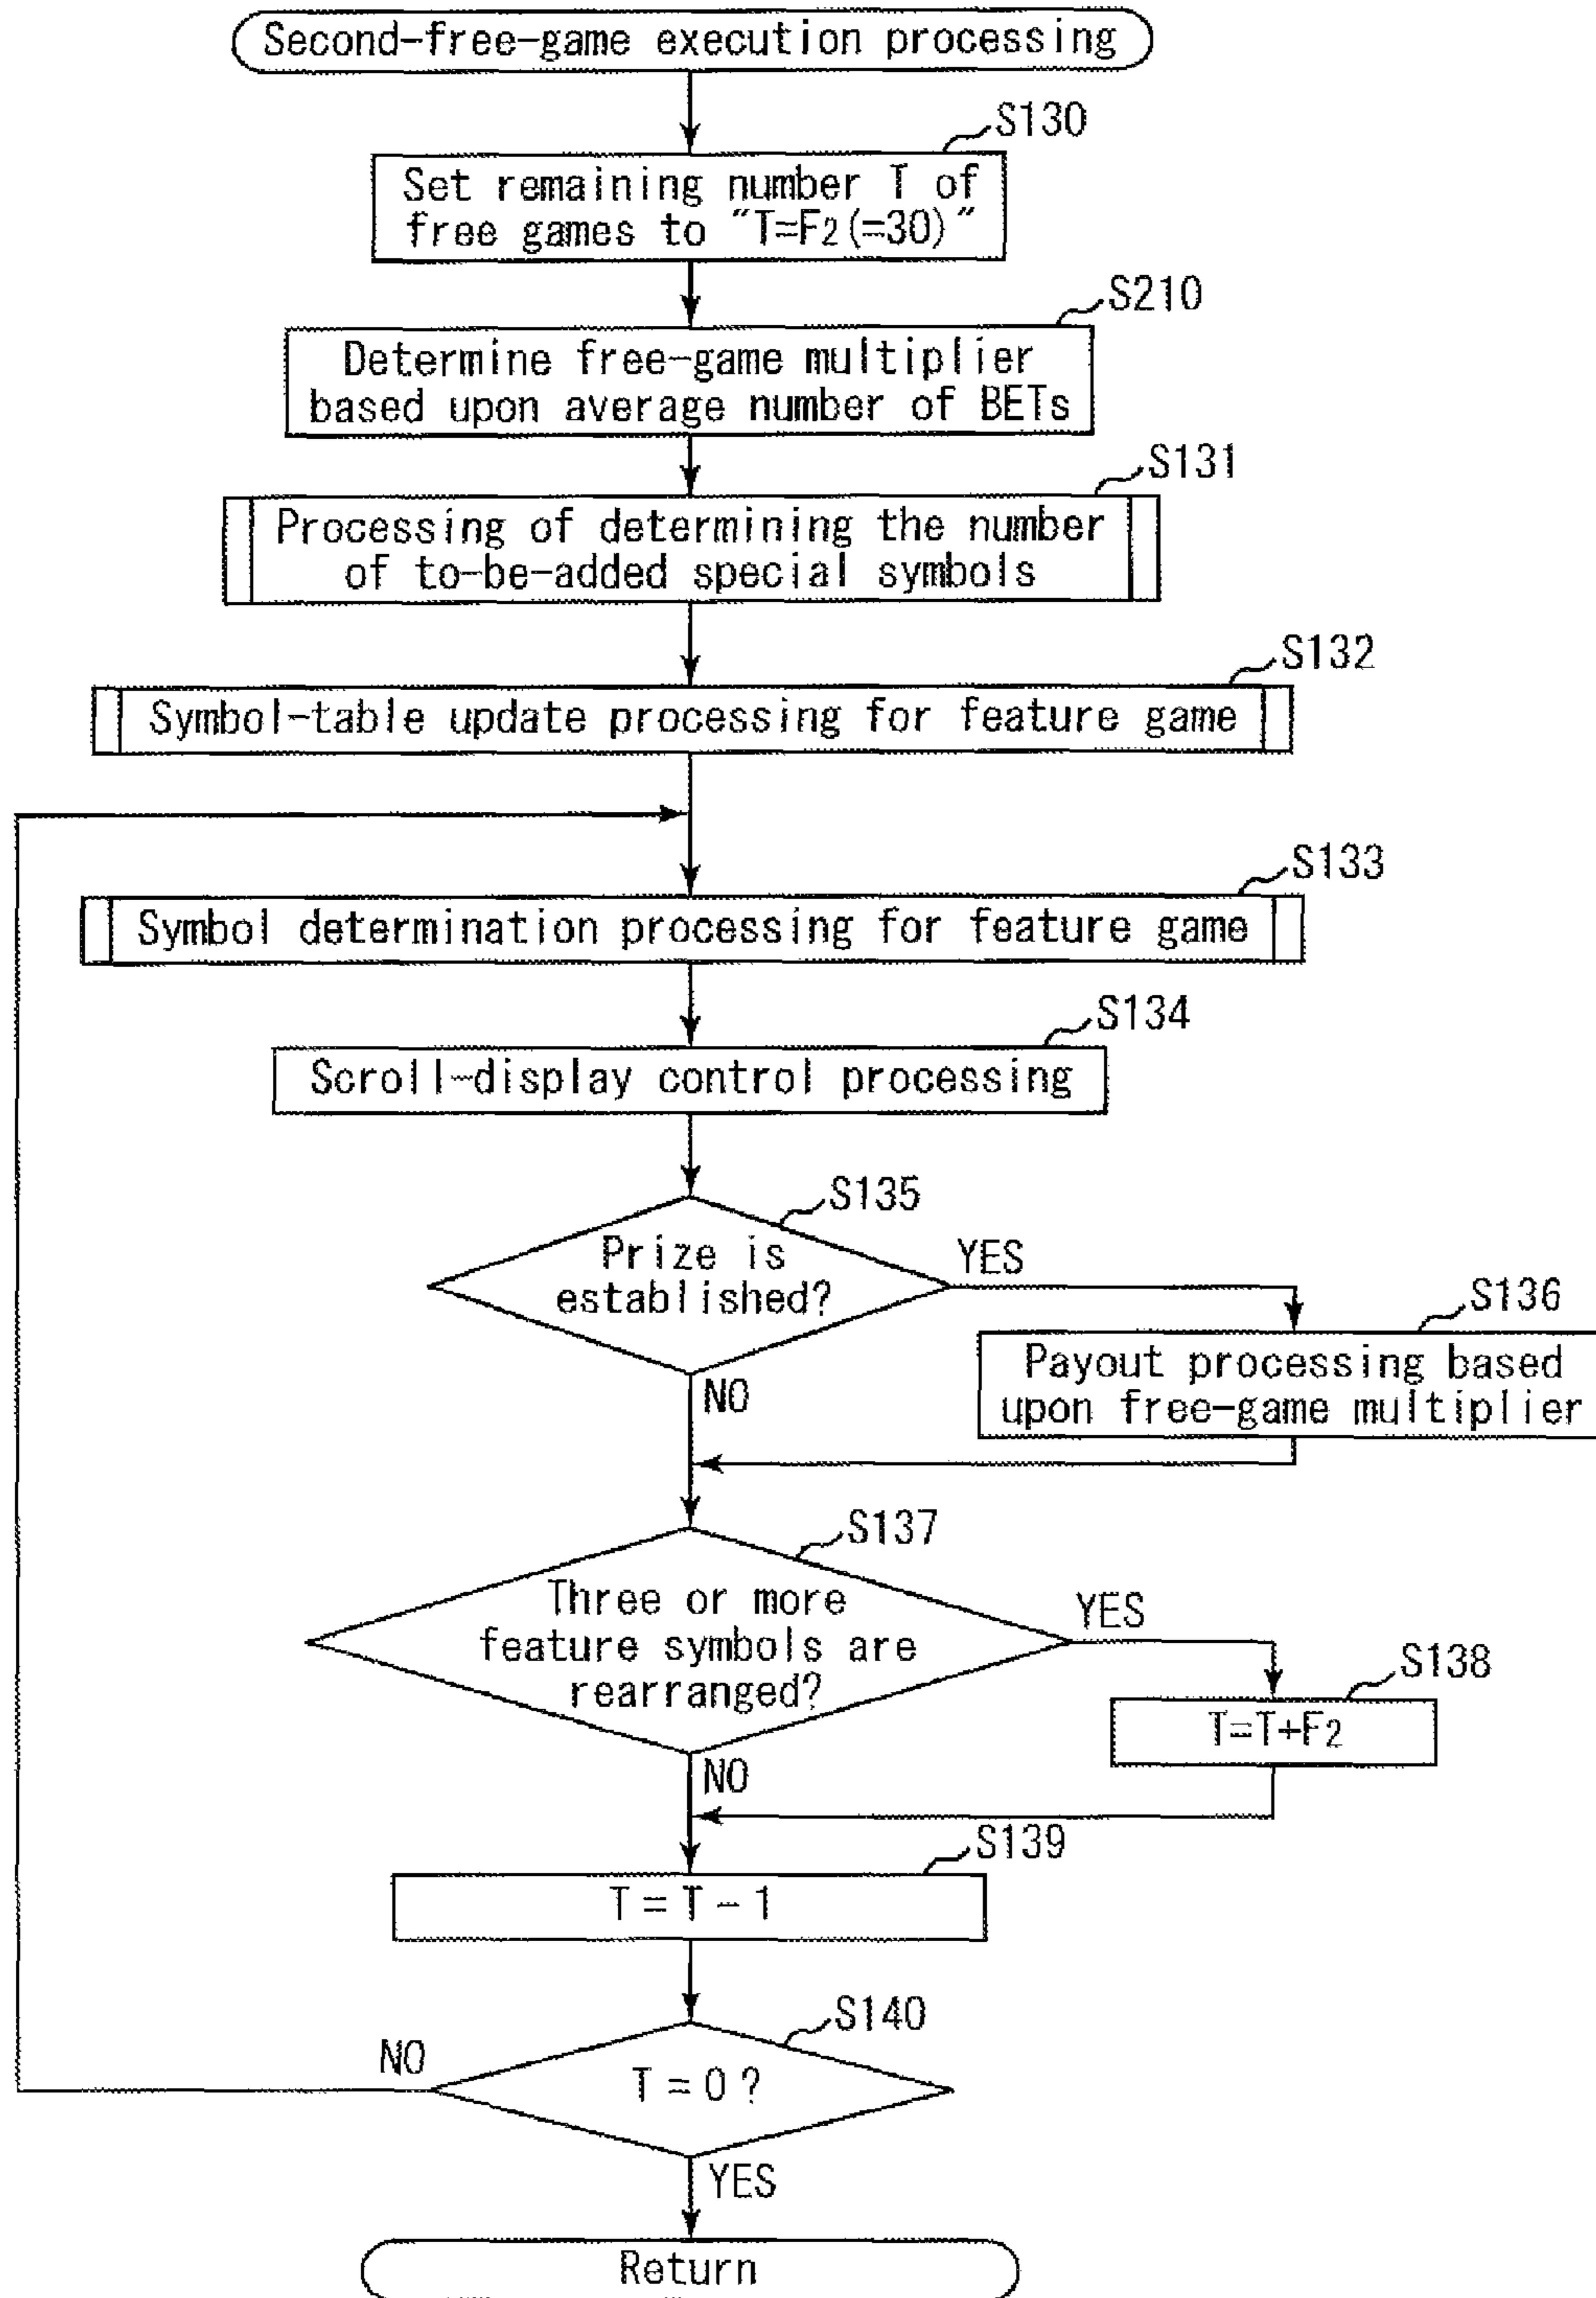 Second-free-game execution processing
S130
Set remaining number T of
free games to "T=F2(=30)"
S210
Determine free-game multiplier
based upon average number of BETs
S131
Processing of determining the number
of to-be-added special symbols
S132
Symbol-table update processing for feature game
S133
Symbol determination processing for feature game
S134
Scroll-display control processing
S135
Prize is
established?
YES
NO
S136
Payout processing based
upon free-game multiplier
S137
Three or more
feature symbols are
rearranged?
YES
NO
S138
T=T+F2
S139
T=T-1
S140
T=0?
NO
YES
Return